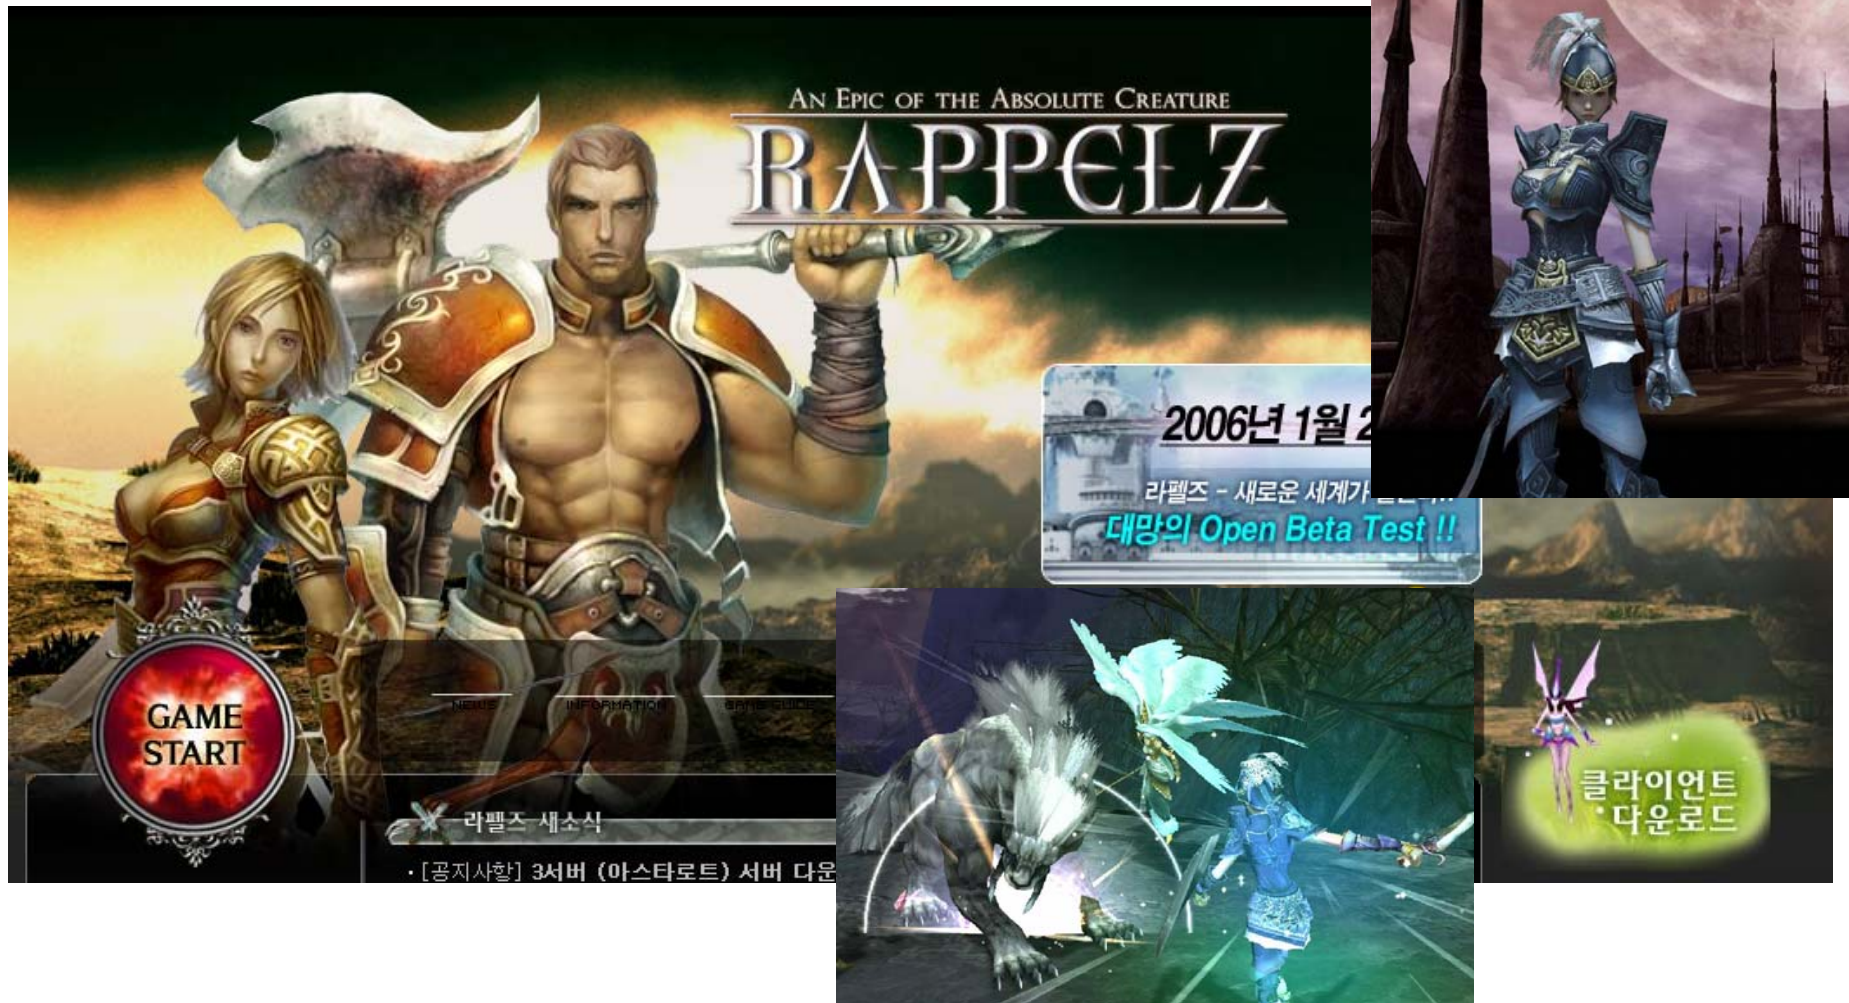 AN EPIC OF THE ABSOLUTE CREATURE
RAPPELZ
2006년 1월 2
라펠즈 - 새로운 세계가
대망의 Open Beta Test !!
GAME
START
NEWS INFORMATION GAME GUIDE
라펠즈 새소식
· [공지사항] 3서버 (아스타로트) 서버 다운
클라이언트
다운로드